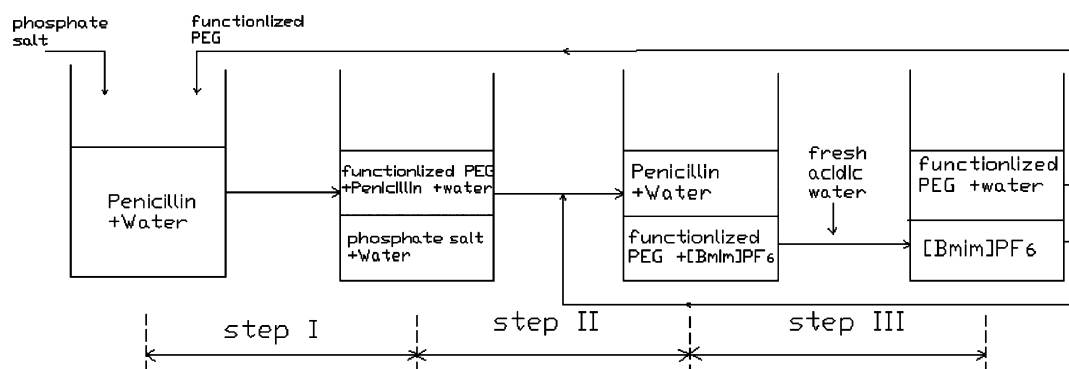 phosphate
salt
functionlized
PEG
Penicillin
+Water
functionlized PEG
+Penicillin +water
phosphate salt
+Water
Penicillin
+Water
functionlized
PEG +[Bmim]PF6
fresh
acidic
water
functionlized
PEG +water
[Bmim]PF6
step I
step II
step III